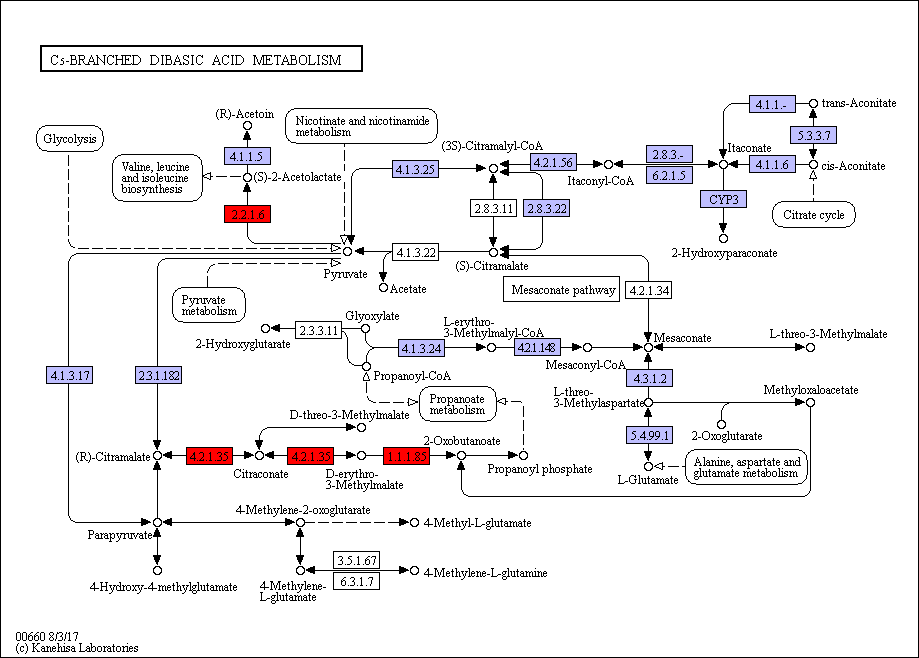 C5-BRANCHED DIBASIC ACID METABOLISM
(R)-Acetoin
Nicotinate and nicotinamide
metabolism
4.1.1.-
trans-Aconitate
Glycolysis
5.3.3.7
(3S)-Citramalyl-CoA
Itaconate
4.1.1.5
Valine, leucine
and isoleucine
biosynthesis
(S)-2-Acetolactate
4.1.3.25
4.2.1.56
Itaconyl-CoA
2.8.3.-
6.2.1.5
4.1.1.6
cis-Aconitate
CYP3
2.2.1.6
2.8.3.11
2.8.3.22
Citrate cycle
4.1.3.22
2-Hydroxyparaconate
Pyruvate
(S)-Citramalate
Acetate
Mesaconate pathway
4.2.1.34
Pyruvate
metabolism
Glyoxylate
2.3.3.11
2-Hydroxyglutarate
L-erythro-
3-Methylmalyl-CoA
Mesaconate
L-threo-3-Methylmalate
4.1.3.24
4.2.1.148
Mesaconyl-CoA
4.1.3.17
2.3.1.182
Propanoyl-CoA
4.3.1.2
L-threo-
3-Methylaspartate
Methyloxaloacetate
Propanoate
metabolism
D-threo-3-Methylmalate
5.4.99.1
2-Oxoglutarate
2-Oxobutanoate
(R)-Citramalate
4.2.1.35
Citraconate
4.2.1.35
D-erythro-
3-Methylmalate
1.1.1.85
Propanoyl phosphate
L-Glutamate
Alanine, aspartate and
glutamate metabolism
4-Methylene-2-oxoglutarate
Parapyruvate
4-Methyl-L-glutamate
4-Hydroxy-4-methylglutamate
4-Methylene-
L-glutamate
3.5.1.67
6.3.1.7
4-Methylene-L-glutamine
00660 8/3/17
(c) Kanehisa Laboratories